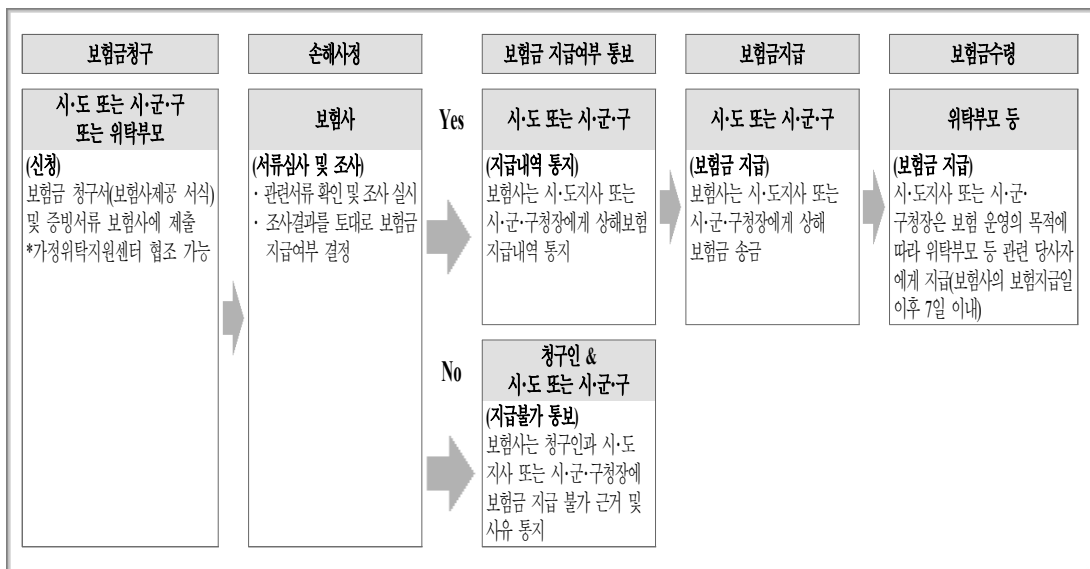 보험금청구
시·도 또는 시·군·구
또는 위탁부모
(신청)
보험금 청구서(보험사제공 서식)
및 증빙서류 보험사에 제출
*가정위탁지원센터 협조 가능
손해사정
보험사
(서류심사 및 조사)
· 관련서류 확인 및 조사 실시
· 조사결과를 토대로 보험금
지급여부 결정
Yes
No
보험금 지급여부 통보
시·도 또는 시·군·구
(지급내역 통지)
보험사는 시·도지사 또는
시·군·구청장에게 상해보험
지급내역 통지
청구인 &
시·도 또는 시·군·구
(지급불가 통보)
보험사는 청구인과 시·도
지사 또는 시·군·구청장에
보험금 지급 불가 근거 및
사유 통지
보험금지급
시·도 또는 시·군·구
(보험금 지급)
보험사는 시·도지사 또는
시·군·구청장에게 상해
보험금 송금
보험금수령
위탁부모 등
(보험금 지급)
시·도지사 또는 시·군·
구청장은 보험 운영의 목적에
따라 위탁부모 등 관련 당사자
에게 지급(보험사의 보험지급일
이후 7일 이내)